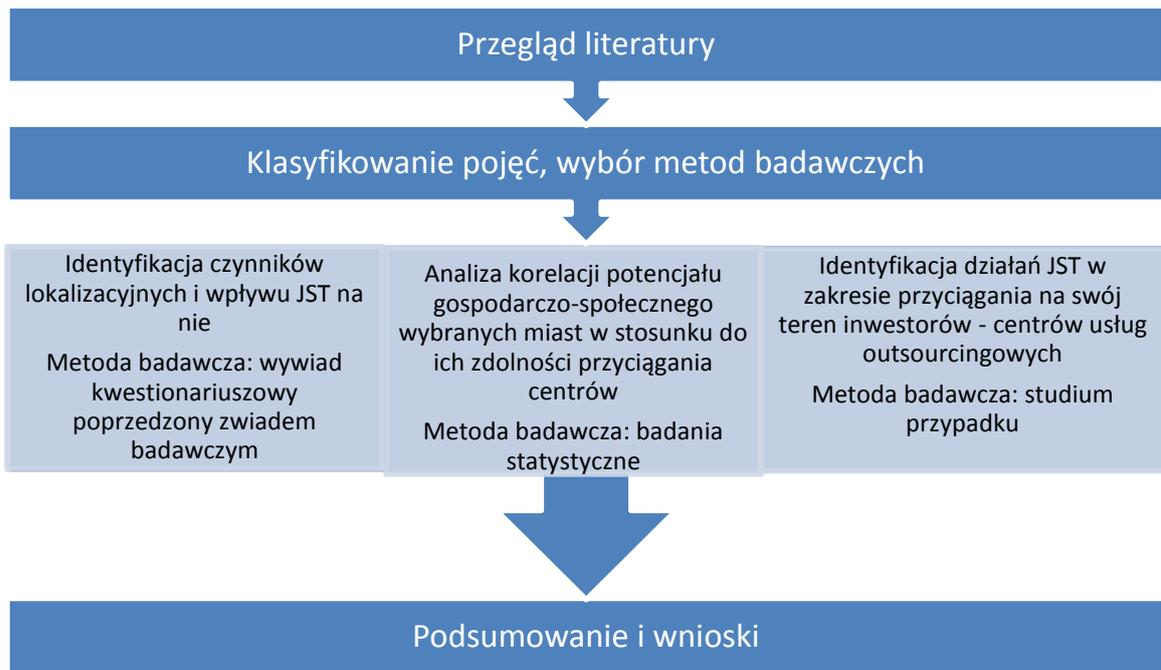 Przegląd literatury
Klasyfikowanie pojęć, wybór metod badawczych
Identyfikacja czynników
lokalizacyjnych i wpływu JST na
nie
Metoda badawcza: wywiad
kwestionariuszowy
poprzedzony zwiadem
badawczym
Analiza korelacji potencjału
gospodarczo-społecznego
wybranych miast w stosunku do
ich zdolności przyciągania
centrów
Metoda badawcza: badania
statystyczne
Identyfikacja działań JST w
zakresie przyciągania na swój
teren inwestorów - centrów usług
outsourcingowych
Metoda badawcza: studium
przypadku
Podsumowanie i wnioski